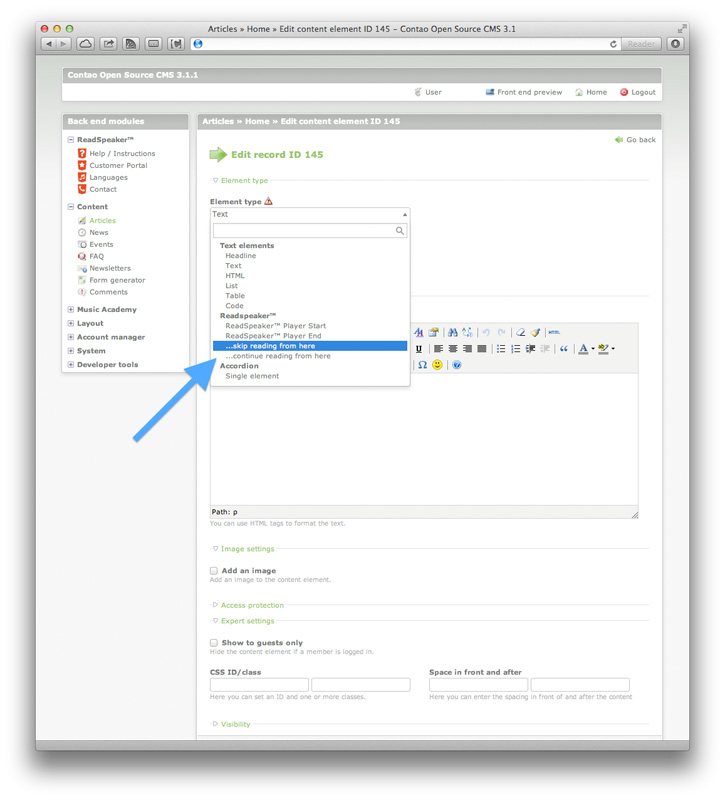 Articles » Home » Edit content element ID 145 – Contao Open Source CMS 3.1
Reader
Contao Open Source CMS 3.1.1
User Front end preview Home Logout
Back end modules
ReadSpeaker™
Help / Instructions
Customer Portal
Languages
Contact
Content
Articles
News
Events
FAQ
Newsletters
Form generator
Comments
Music Academy
Layout
Account manager
System
Developer tools
Articles » Home » Edit content element ID 145
Go back
Edit record ID 145
Element type
Element type
Text
Text elements
Headline
Text
HTML
List
Table
Code
Readspeaker™
ReadSpeaker™ Player Start
ReadSpeaker™ Player End
...skip reading from here
...continue reading from here
Accordion
Single element
HTML
Path: p
You can use HTML tags to format the text.
Image settings
Add an image
Add an image to the content element.
Access protection
Expert settings
Show to guests only
Hide the content element if a member is logged in.
CSS ID/class Space in front and after
Here you can set an ID and one or more classes. Here you can enter the spacing in front of and after the content
Visibility